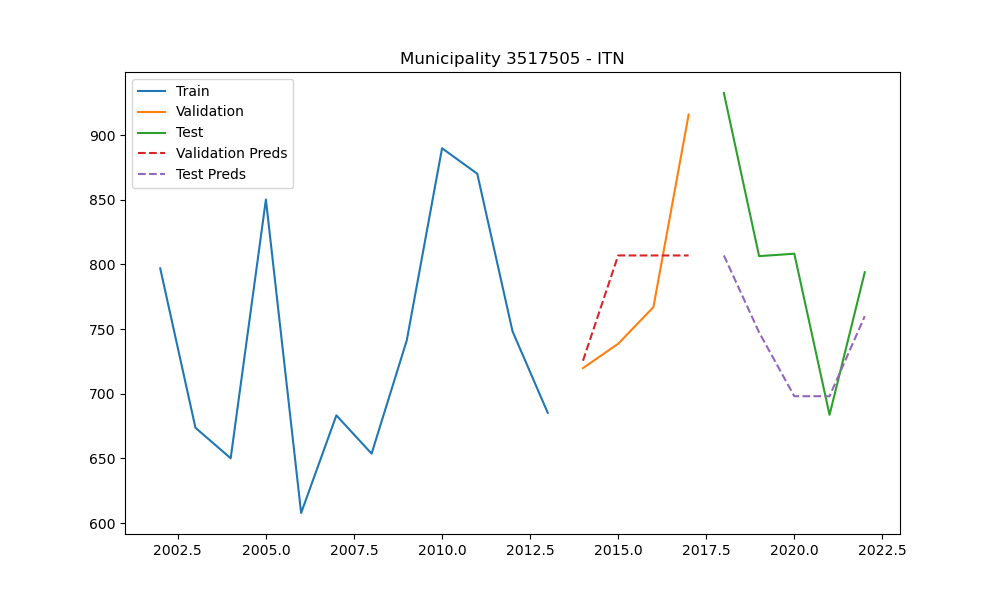 Municipality 3517505 - ITN
Train
Validation
Test
Validation Preds
Test Preds
900
850
800
750
700
650
600
2002.5 2005.0 2007.5 2010.0 2012.5 2015.0 2017.5 2020.0 2022.5